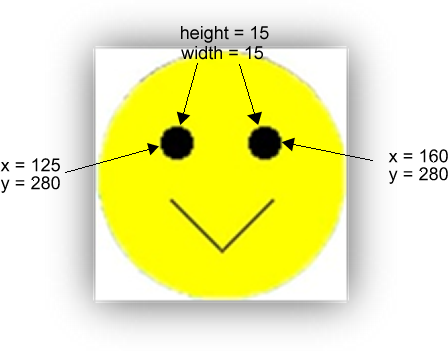 height = 15
width = 15
x = 125
y = 280
x = 160
y = 280